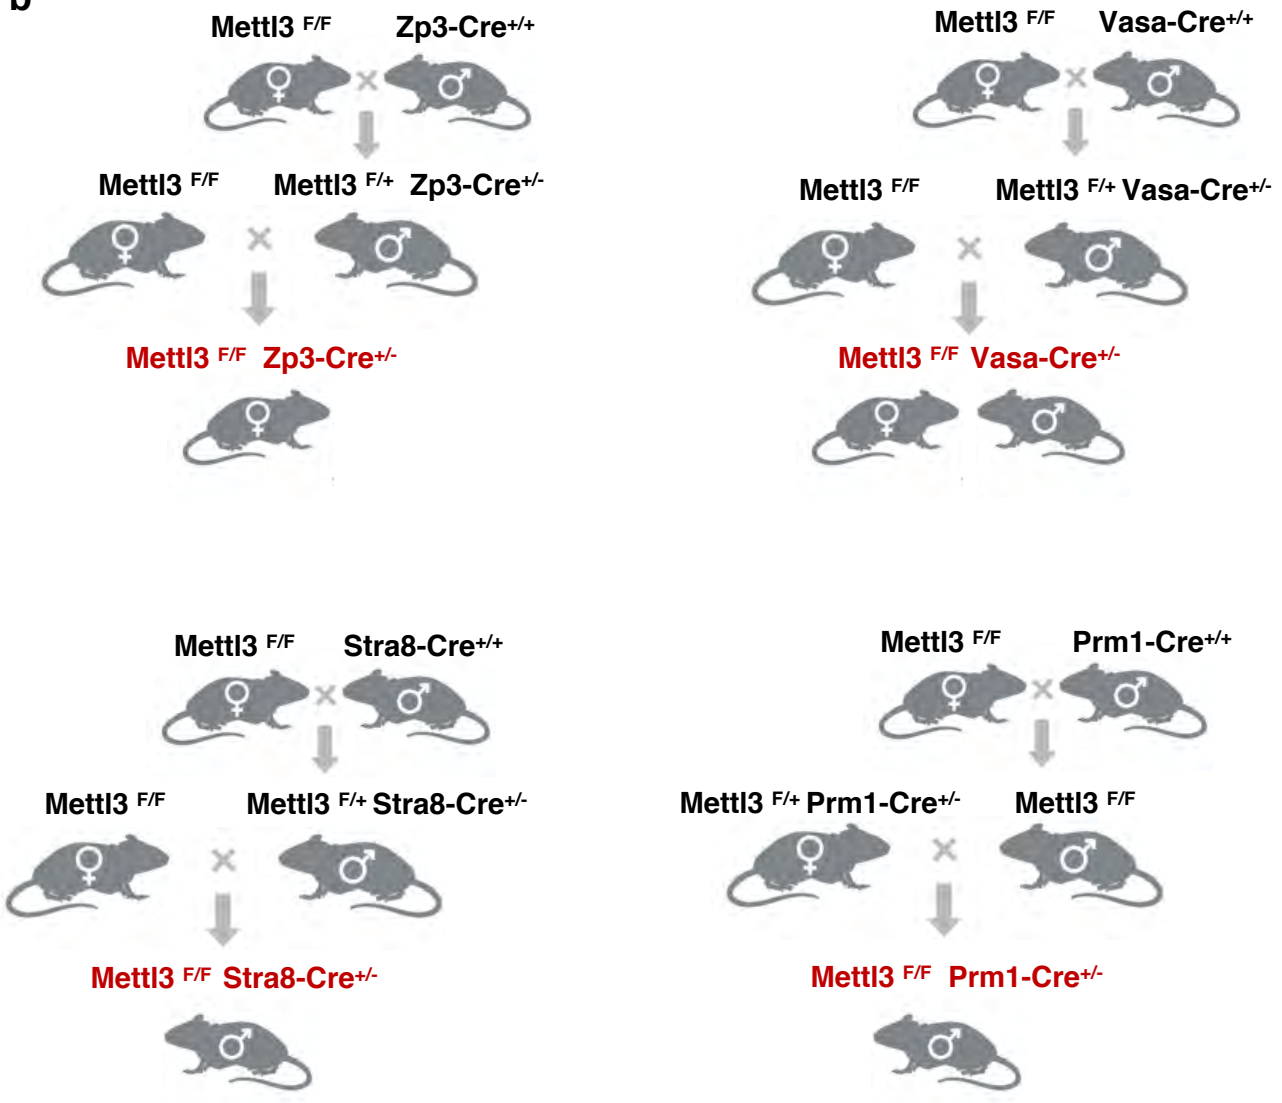 b
Mettl3 F/F Zp3-Cre+/+
Mettl3 F/F Mettl3 F/+ Zp3-Cre+/-
Mettl3 F/F Zp3-Cre+/-
Mettl3 F/F Vasa-Cre+/+
Mettl3 F/F Mettl3 F/+ Vasa-Cre+/-
Mettl3 F/F Vasa-Cre+/-
Mettl3 F/F Stra8-Cre+/+
Mettl3 F/F Mettl3 F/+ Stra8-Cre+/-
Mettl3 F/F Stra8-Cre+/-
Mettl3 F/F Prm1-Cre+/+
Mettl3 F/+ Prm1-Cre+/- Mettl3 F/F
Mettl3 F/F Prm1-Cre+/-